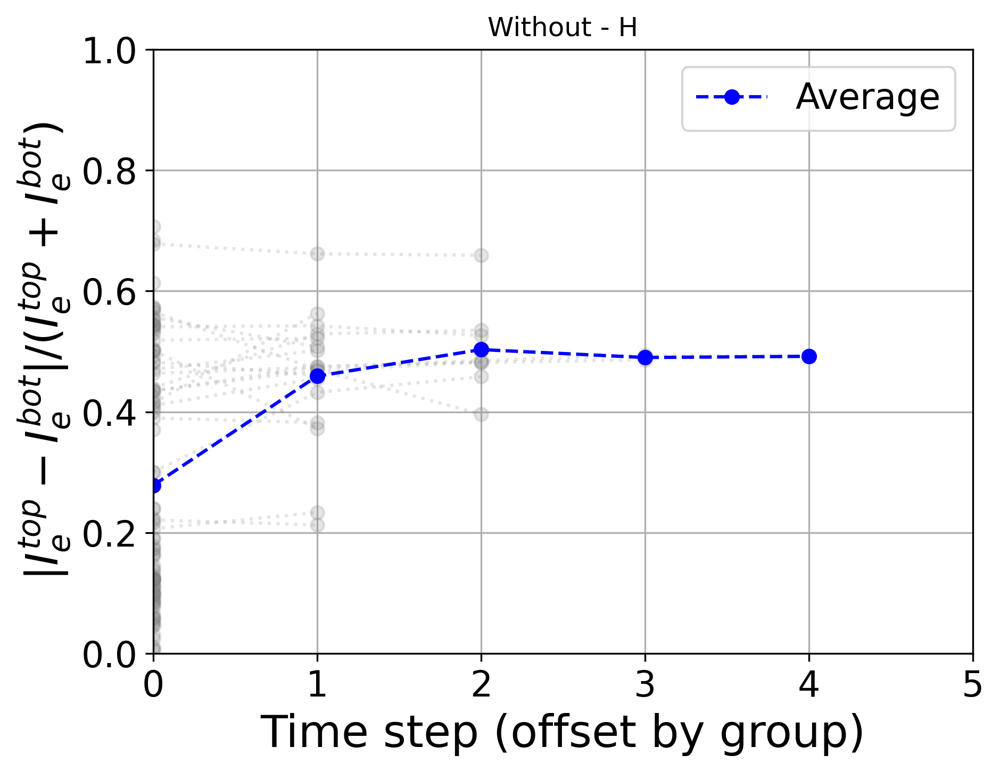 Without - H
1.0
0.8
0.6
0.4
0.2
0.0
|I_e^{top} − I_e^{bot}|/(I_e^{top} + I_e^{bot})
Average
0 1 2 3 4 5
Time step (offset by group)